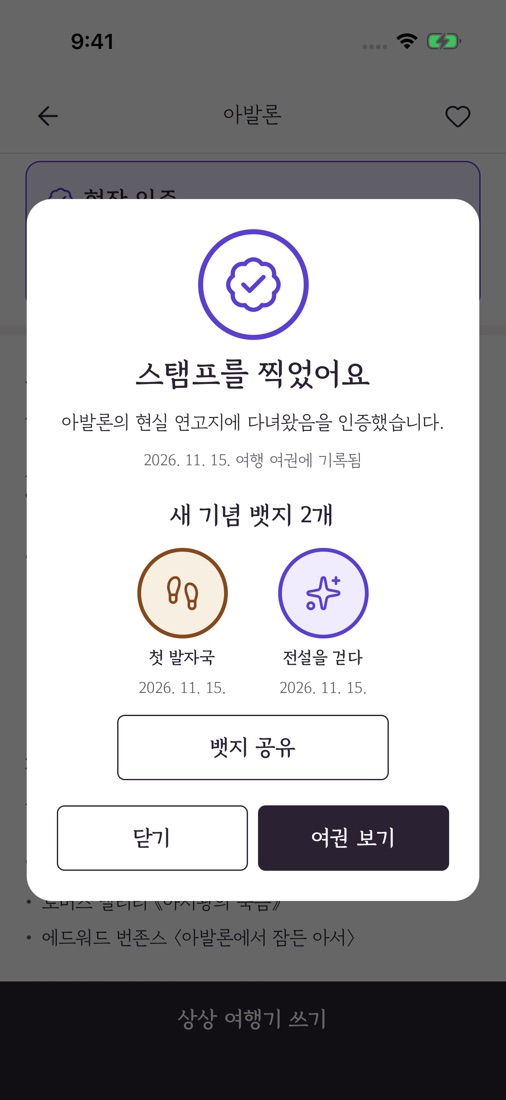 9:41
아발론
현장 인증
스탬프를 찍었어요
아발론의 현실 연고지에 다녀왔음을 인증했습니다.
2026. 11. 15. 여행 여권에 기록됨
새 기념 뱃지 2개
첫 발자국
전설을 걷다
2026. 11. 15.
2026. 11. 15.
뱃지 공유
닫기
여권 보기
• 에드워드 번존스 〈아발론에서 잠든 아서〉
상상 여행기 쓰기